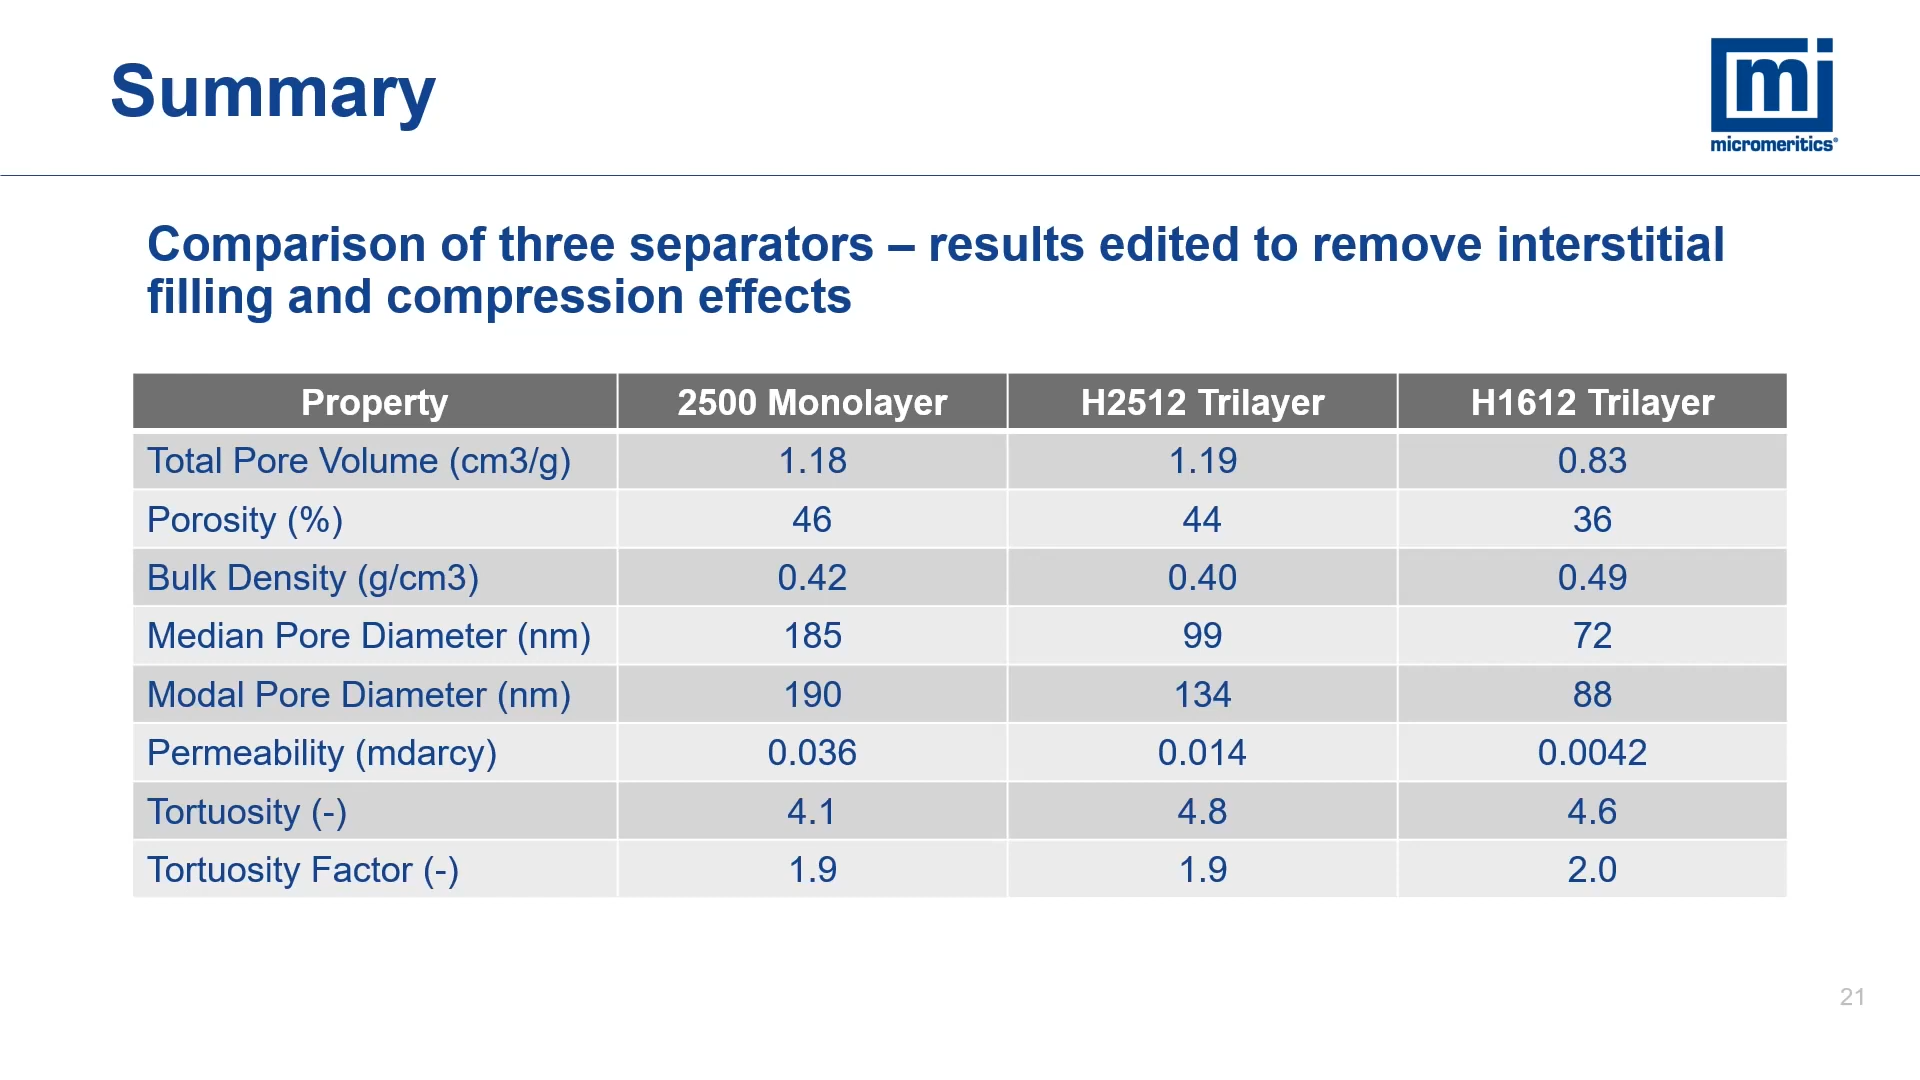 Summary
mi
micromeritics®
Comparison of three separators – results edited to remove interstitial
filling and compression effects
Property 2500 Monolayer H2512 Trilayer H1612 Trilayer
Total Pore Volume (cm3/g) 1.18 1.19 0.83
Porosity (%) 46 44 36
Bulk Density (g/cm3) 0.42 0.40 0.49
Median Pore Diameter (nm) 185 99 72
Modal Pore Diameter (nm) 190 134 88
Permeability (mdarcy) 0.036 0.014 0.0042
Tortuosity (-) 4.1 4.8 4.6
Tortuosity Factor (-) 1.9 1.9 2.0
21